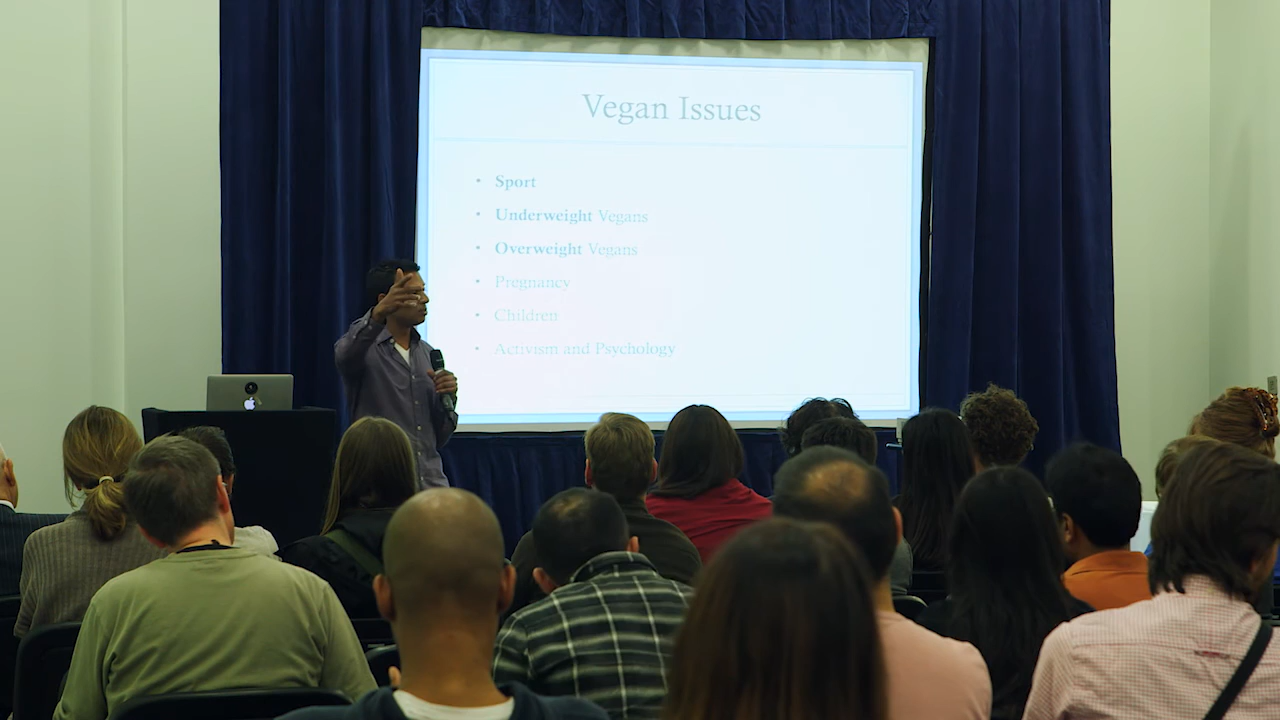 Vegan Issues
• Sport
• Underweight Vegans
• Overweight Vegans
• Pregnancy
• Children
• Activism and Psychology